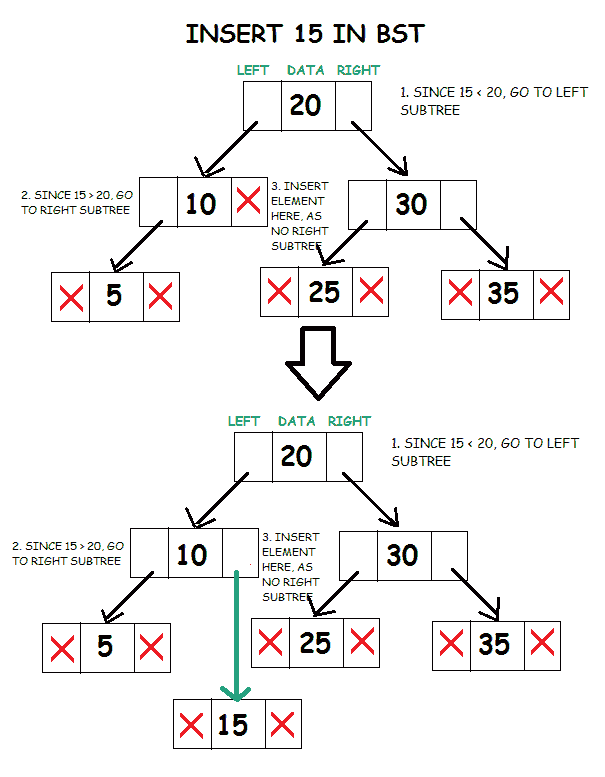 INSERT 15 IN BST
LEFT DATA RIGHT
20
1. SINCE 15 < 20, GO TO LEFT
SUBTREE
2. SINCE 15 > 20, GO
TO RIGHT SUBTREE
10
3. INSERT
ELEMENT
HERE, AS
NO RIGHT
SUBTREE
30
5
25
35
LEFT DATA RIGHT
20
1. SINCE 15 < 20, GO TO LEFT
SUBTREE
2. SINCE 15 > 20, GO
TO RIGHT SUBTREE
10
3. INSERT
ELEMENT
HERE, AS
NO RIGHT
SUBTREE
30
5
25
35
15